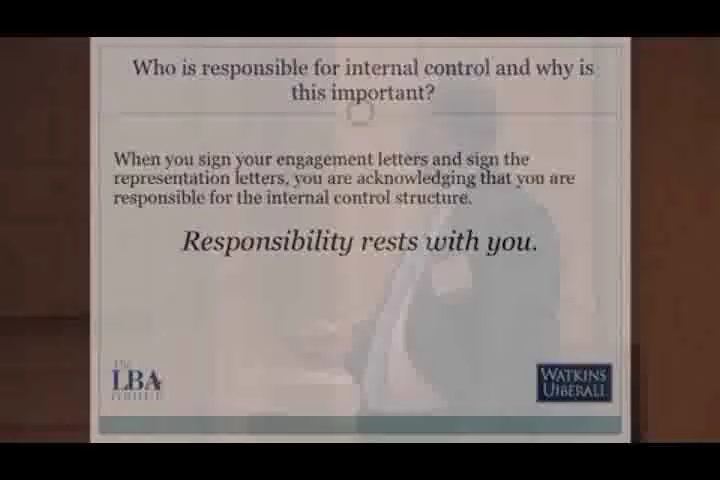 Who is responsible for internal control and why is
this important?
When you sign your engagement letters and sign the
representation letters, you are acknowledging that you are
responsible for the internal control structure.
Responsibility rests with you.
The
LBA
WATKINS
UIBERALL